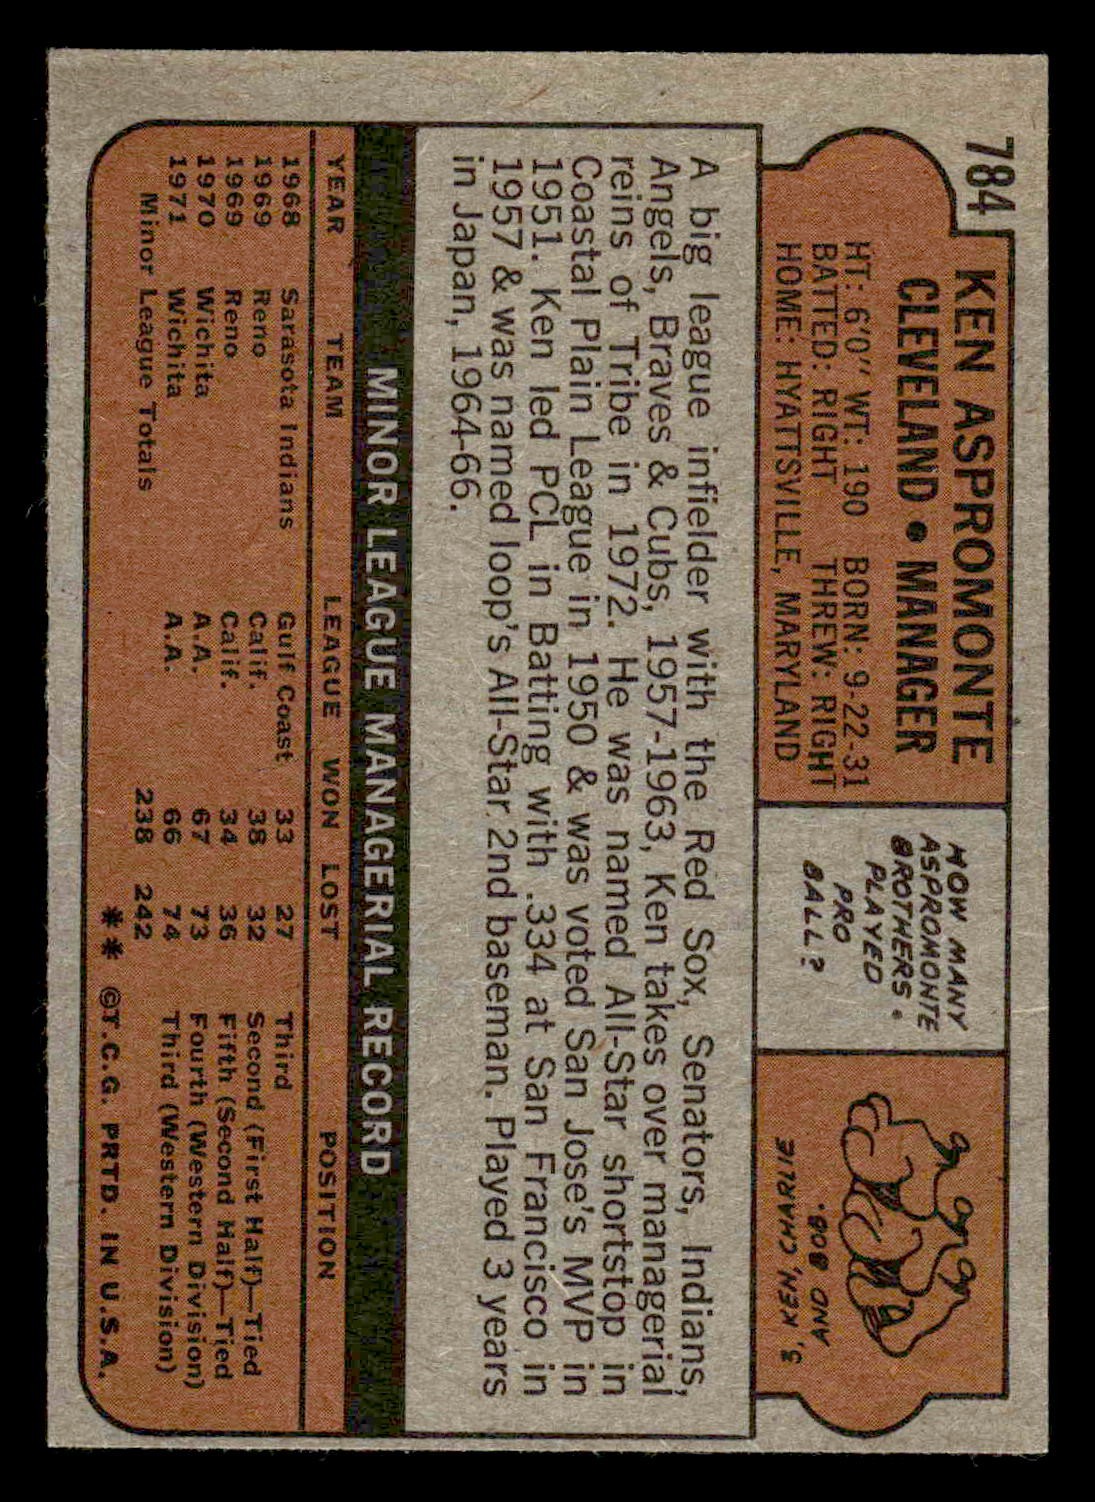 784
KEN ASPROMONTE
CLEVELAND • MANAGER
HT: 6'0" WT: 190 BORN: 9-22-31
BATTED: RIGHT THREW: RIGHT
HOME: HYATTSVILLE, MARYLAND
HOW MANY
ASPROMONTE
BROTHERS
PLAYED
PRO
BALL?
3. KEN, CHARLIE
AND BOB.
A big league infielder with the Red Sox, Senators, Indians,
Angels, Braves & Cubs, 1957-1963, Ken takes over managerial
reins of Tribe in 1972. He was named All-Star shortstop in
Coastal Plain League in 1950 & was voted San Jose's MVP in
1951. Ken led PCL in Batting with .334 at San Francisco in
1957 & was named loop's All-Star 2nd baseman. Played 3 years
in Japan, 1964-66.
MINOR LEAGUE MANAGERIAL RECORD
YEAR TEAM LEAGUE WON LOST POSITION
1968 Sarasota Indians Gulf Coast 33 27 Third
1969 Reno Calif. 38 32 Second (First Half)—Tied
1969 Reno Calif. 34 36 Fifth (Second Half)—Tied
1970 Wichita A.A. 67 73 Fourth (Western Division)
1971 Wichita A.A. 66 74 Third (Western Division)
Minor League Totals 238 242
** ©T.C.G. PRTD. IN U.S.A.